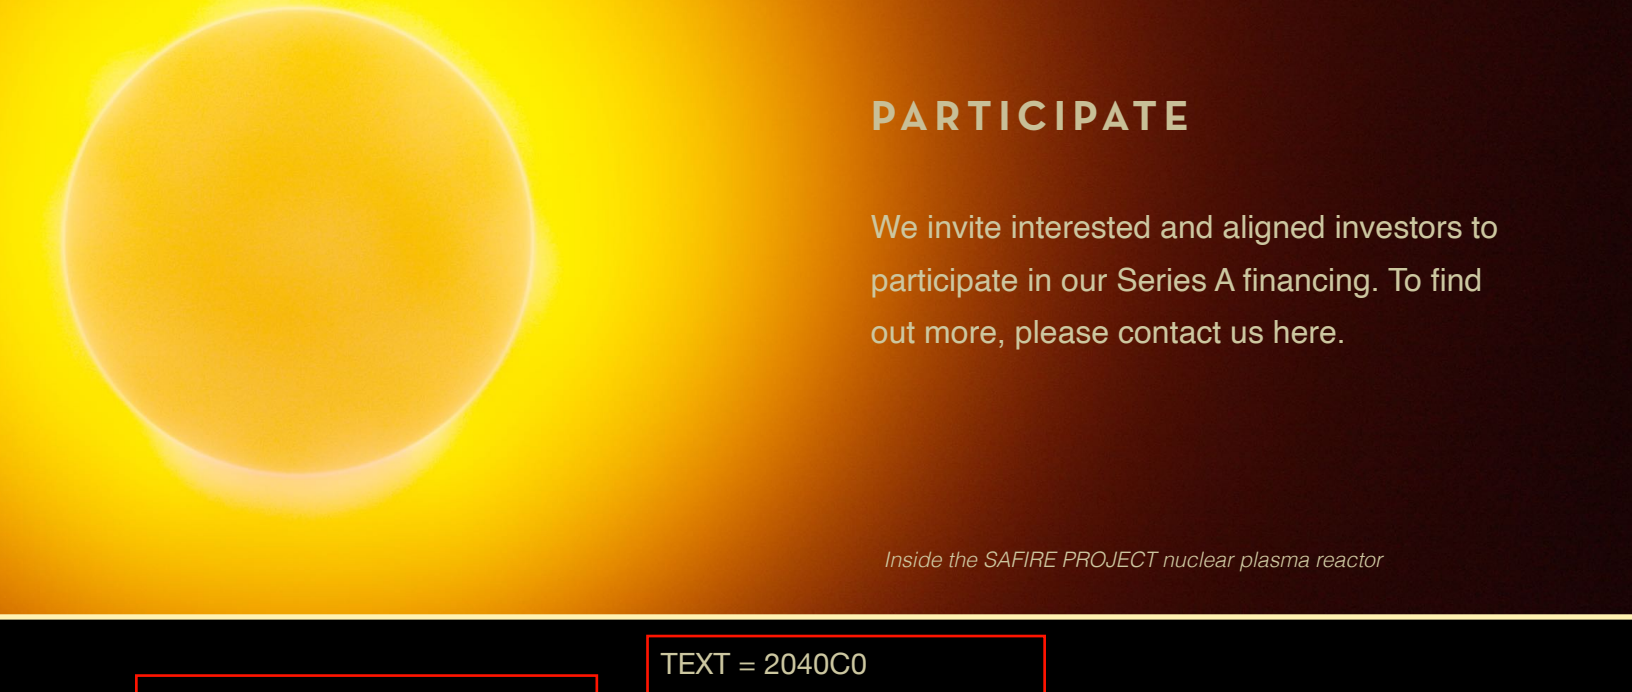 PARTICIPATE
We invite interested and aligned investors to
participate in our Series A financing. To find
out more, please contact us here.
Inside the SAFIRE PROJECT nuclear plasma reactor
TEXT = 2040C0